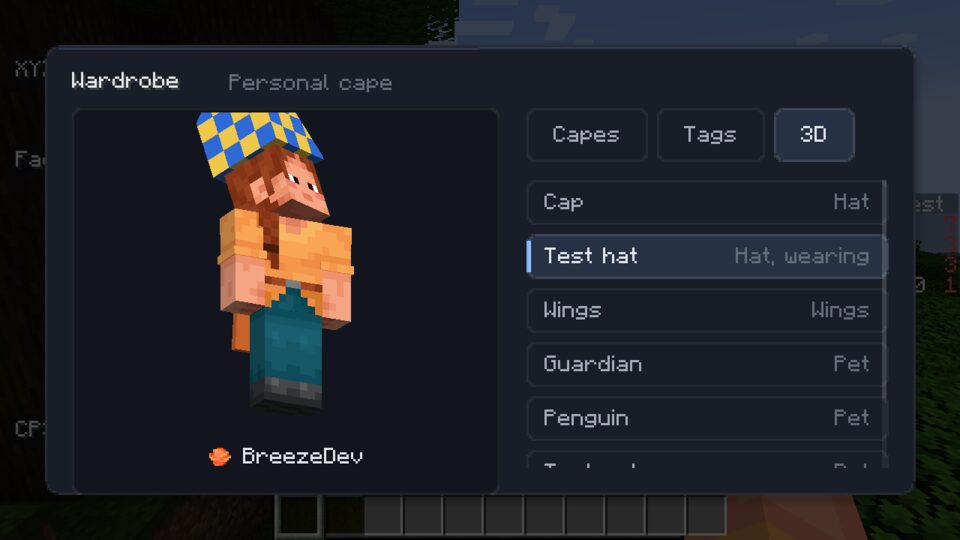 Wardrobe
Personal cape
Capes
Tags
3D
Cap
Hat
Test hat
Hat, wearing
Wings
Wings
Guardian
Pet
Penguin
Pet
BreezeDev